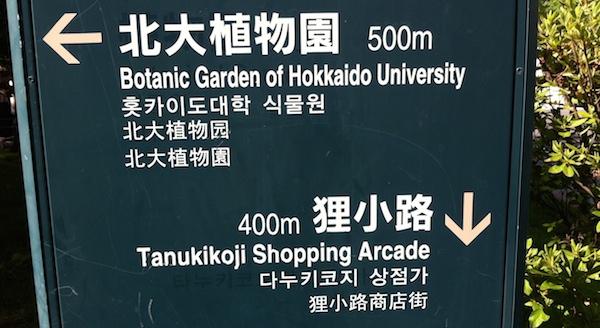 ← 北大植物園 500m
Botanic Garden of Hokkaido University
홋카이도대학 식물원
北大植物园
北大植物園
400m 狸小路 ↓
Tanukikoji Shopping Arcade
다누키코지 상점가
狸小路商店街